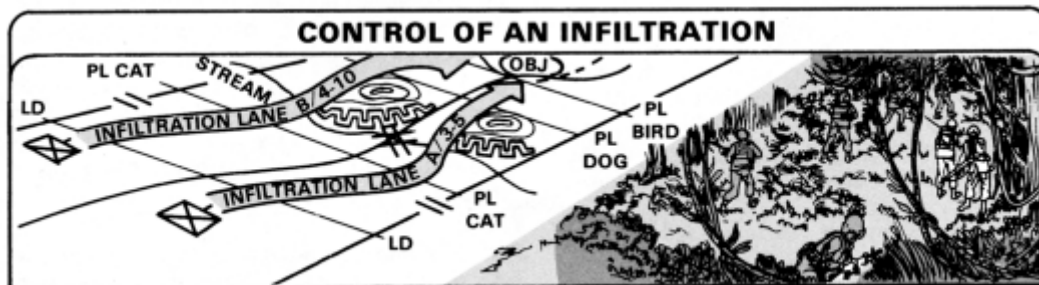 CONTROL OF AN INFILTRATION
PL CAT
STREAM
OBJ
LD
INFILTRATION LANE B/4-10
PL
BIRD
PL
DOG
INFILTRATION LANE A/3-5
PL
CAT
LD